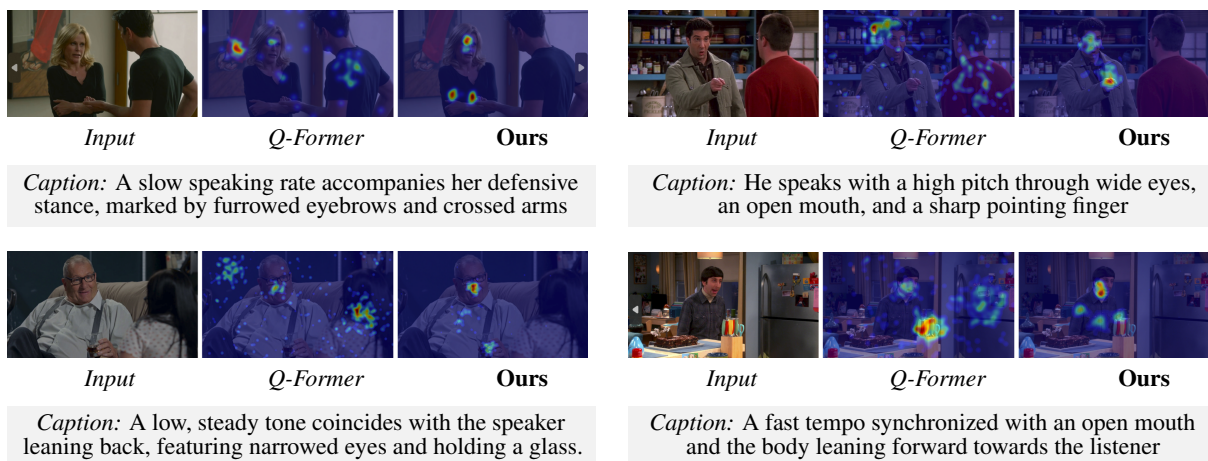 Input Q-Former Ours
Caption: A slow speaking rate accompanies her defensive
stance, marked by furrowed eyebrows and crossed arms
Input Q-Former Ours
Caption: He speaks with a high pitch through wide eyes,
an open mouth, and a sharp pointing finger
Input Q-Former Ours
Caption: A low, steady tone coincides with the speaker
leaning back, featuring narrowed eyes and holding a glass.
Input Q-Former Ours
Caption: A fast tempo synchronized with an open mouth
and the body leaning forward towards the listener